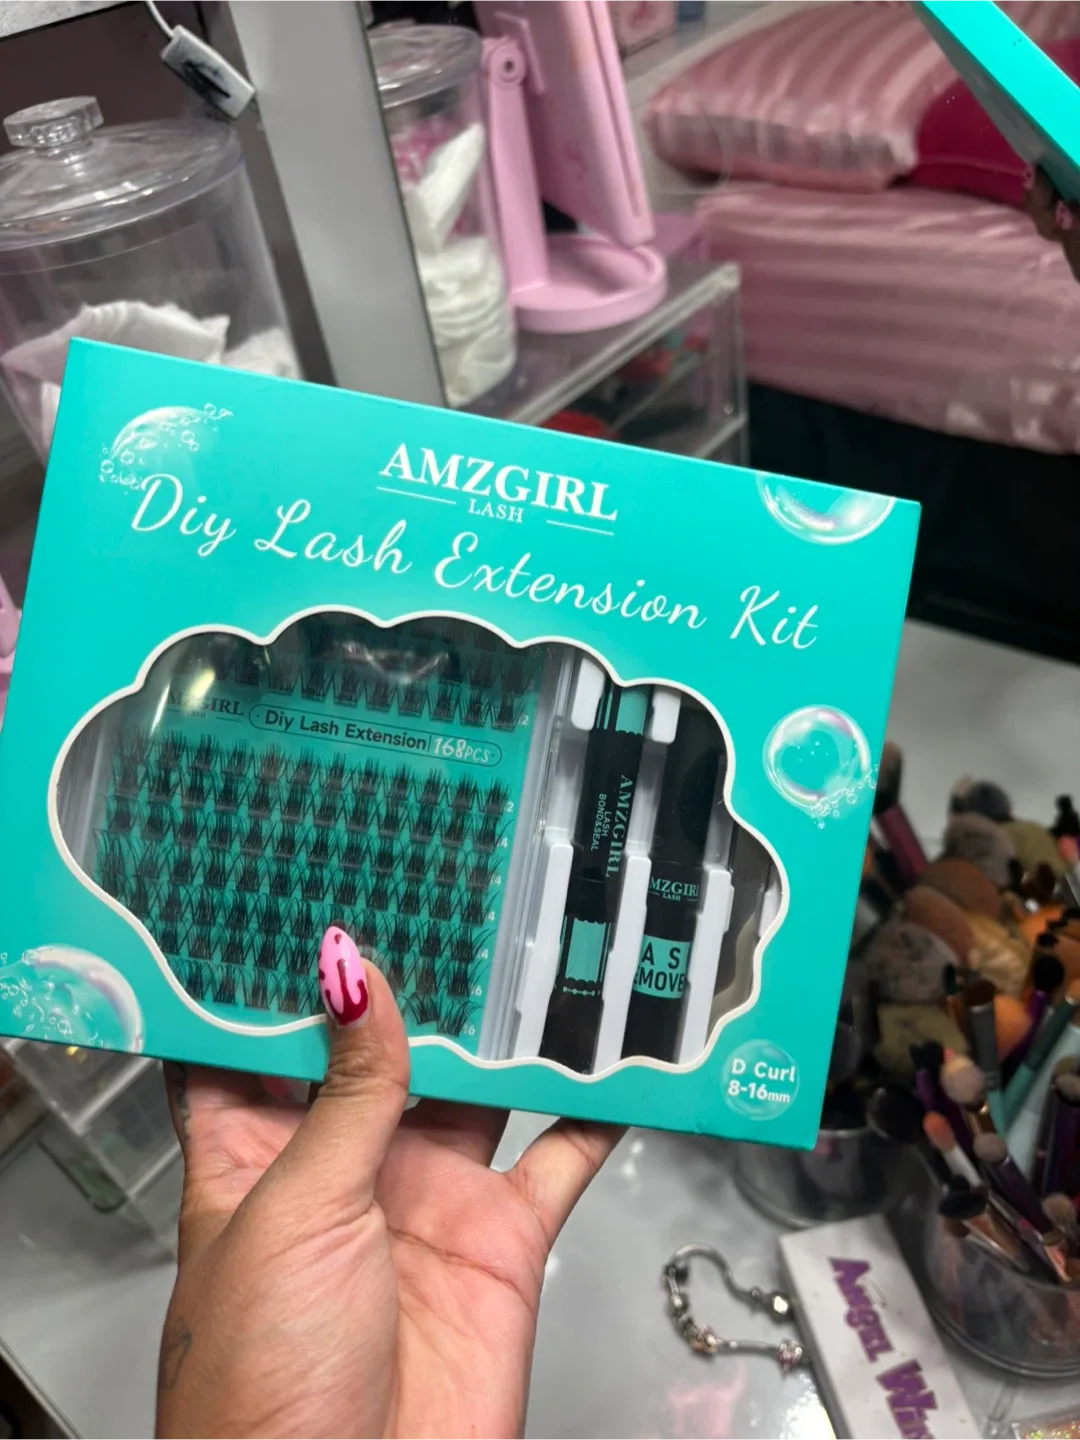 AMZGIRL
LASH
Diy Lash Extension Kit
AMZGIRL
Diy Lash Extension 168PCS
AMZGIRL
LASH
BOND&SEAL
AMZGIRL
LASH
D Curl
8-16mm
Angel